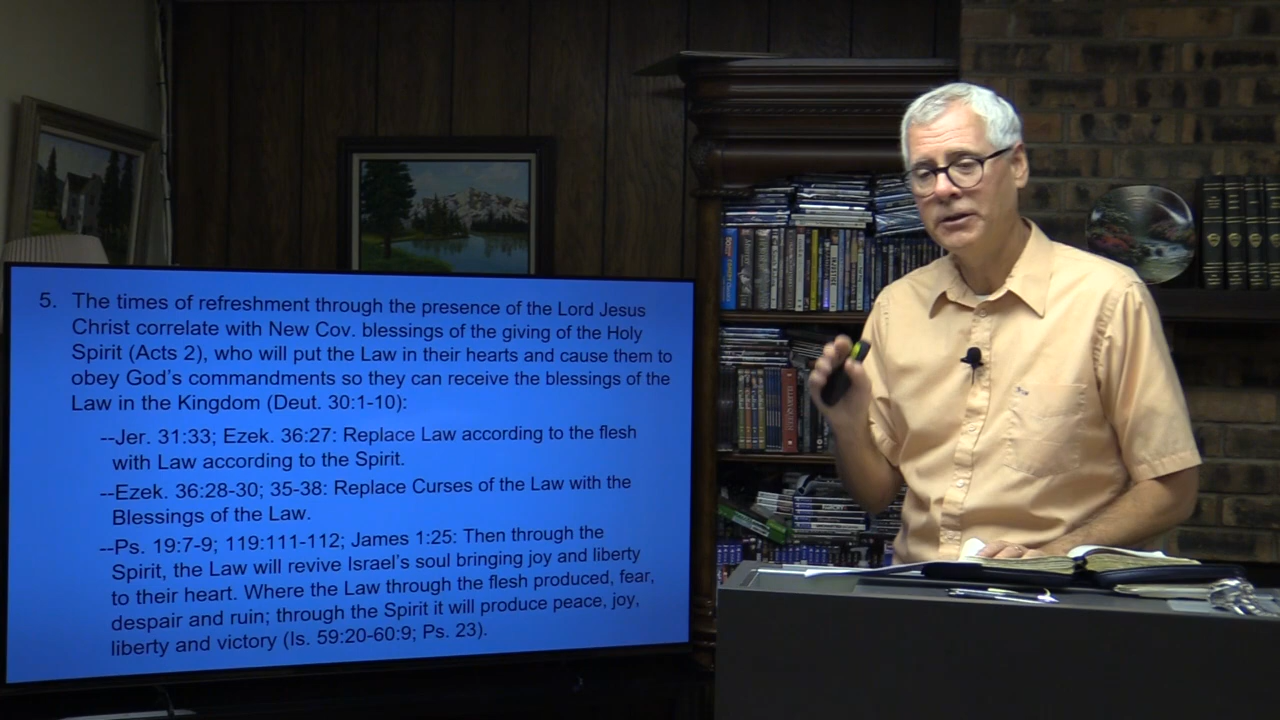 5. The times of refreshment through the presence of the Lord Jesus
Christ correlate with New Cov. blessings of the giving of the Holy
Spirit (Acts 2), who will put the Law in their hearts and cause them to
obey God's commandments so they can receive the blessings of the
Law in the Kingdom (Deut. 30:1-10):
--Jer. 31:33; Ezek. 36:27: Replace Law according to the flesh
with Law according to the Spirit.
--Ezek. 36:28-30; 35-38: Replace Curses of the Law with the
Blessings of the Law.
--Ps. 19:7-9; 119:111-112; James 1:25: Then through the
Spirit, the Law will revive Israel's soul bringing joy and liberty
to their heart. Where the Law through the flesh produced, fear,
despair and ruin; through the Spirit it will produce peace, joy,
liberty and victory (Is. 59:20-60:9; Ps. 23).